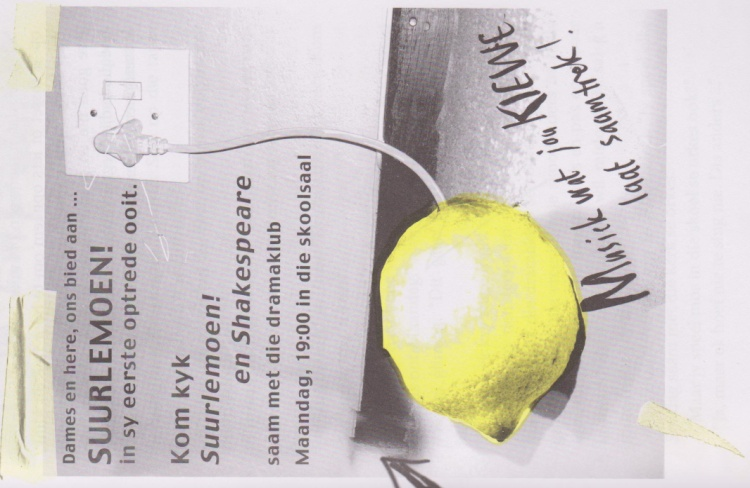 Dames en here, ons bied aan ...
SUURLEMOEN!
in sy eerste optrede ooit.
Kom kyk
Suurlemoen!
en Shakespeare
saam met die dramaklub
Maandag, 19:00 in die skoolsaal
Musiek wat jou KIEWE
laat saamtrek!